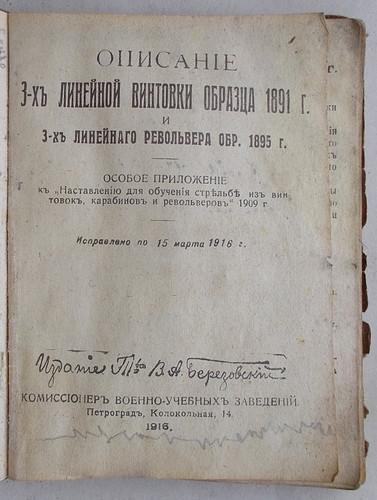 ОПИСАНІЕ
3-хъ ЛИНЕЙНОЙ ВИНТОВКИ ОБРАЗЦА 1891 г.
и
3-хъ ЛИНЕЙНАГО РЕВОЛЬВЕРА ОБР. 1895 г.
ОСОБОЕ ПРИЛОЖЕНІЕ
къ „Наставленію для обученія стрѣльбѣ изъ вин
товокъ, карабиновъ и револьверовъ“ 1909 г
Исправлено по 15 марта 1916 г.
Изданіе Т-во В.А. Березовскій
КОМИССІОНЕРЪ ВОЕННО-УЧЕБНЫХЪ ЗАВЕДЕНІЙ.
Петроградъ, Колокольная, 14.
1916.